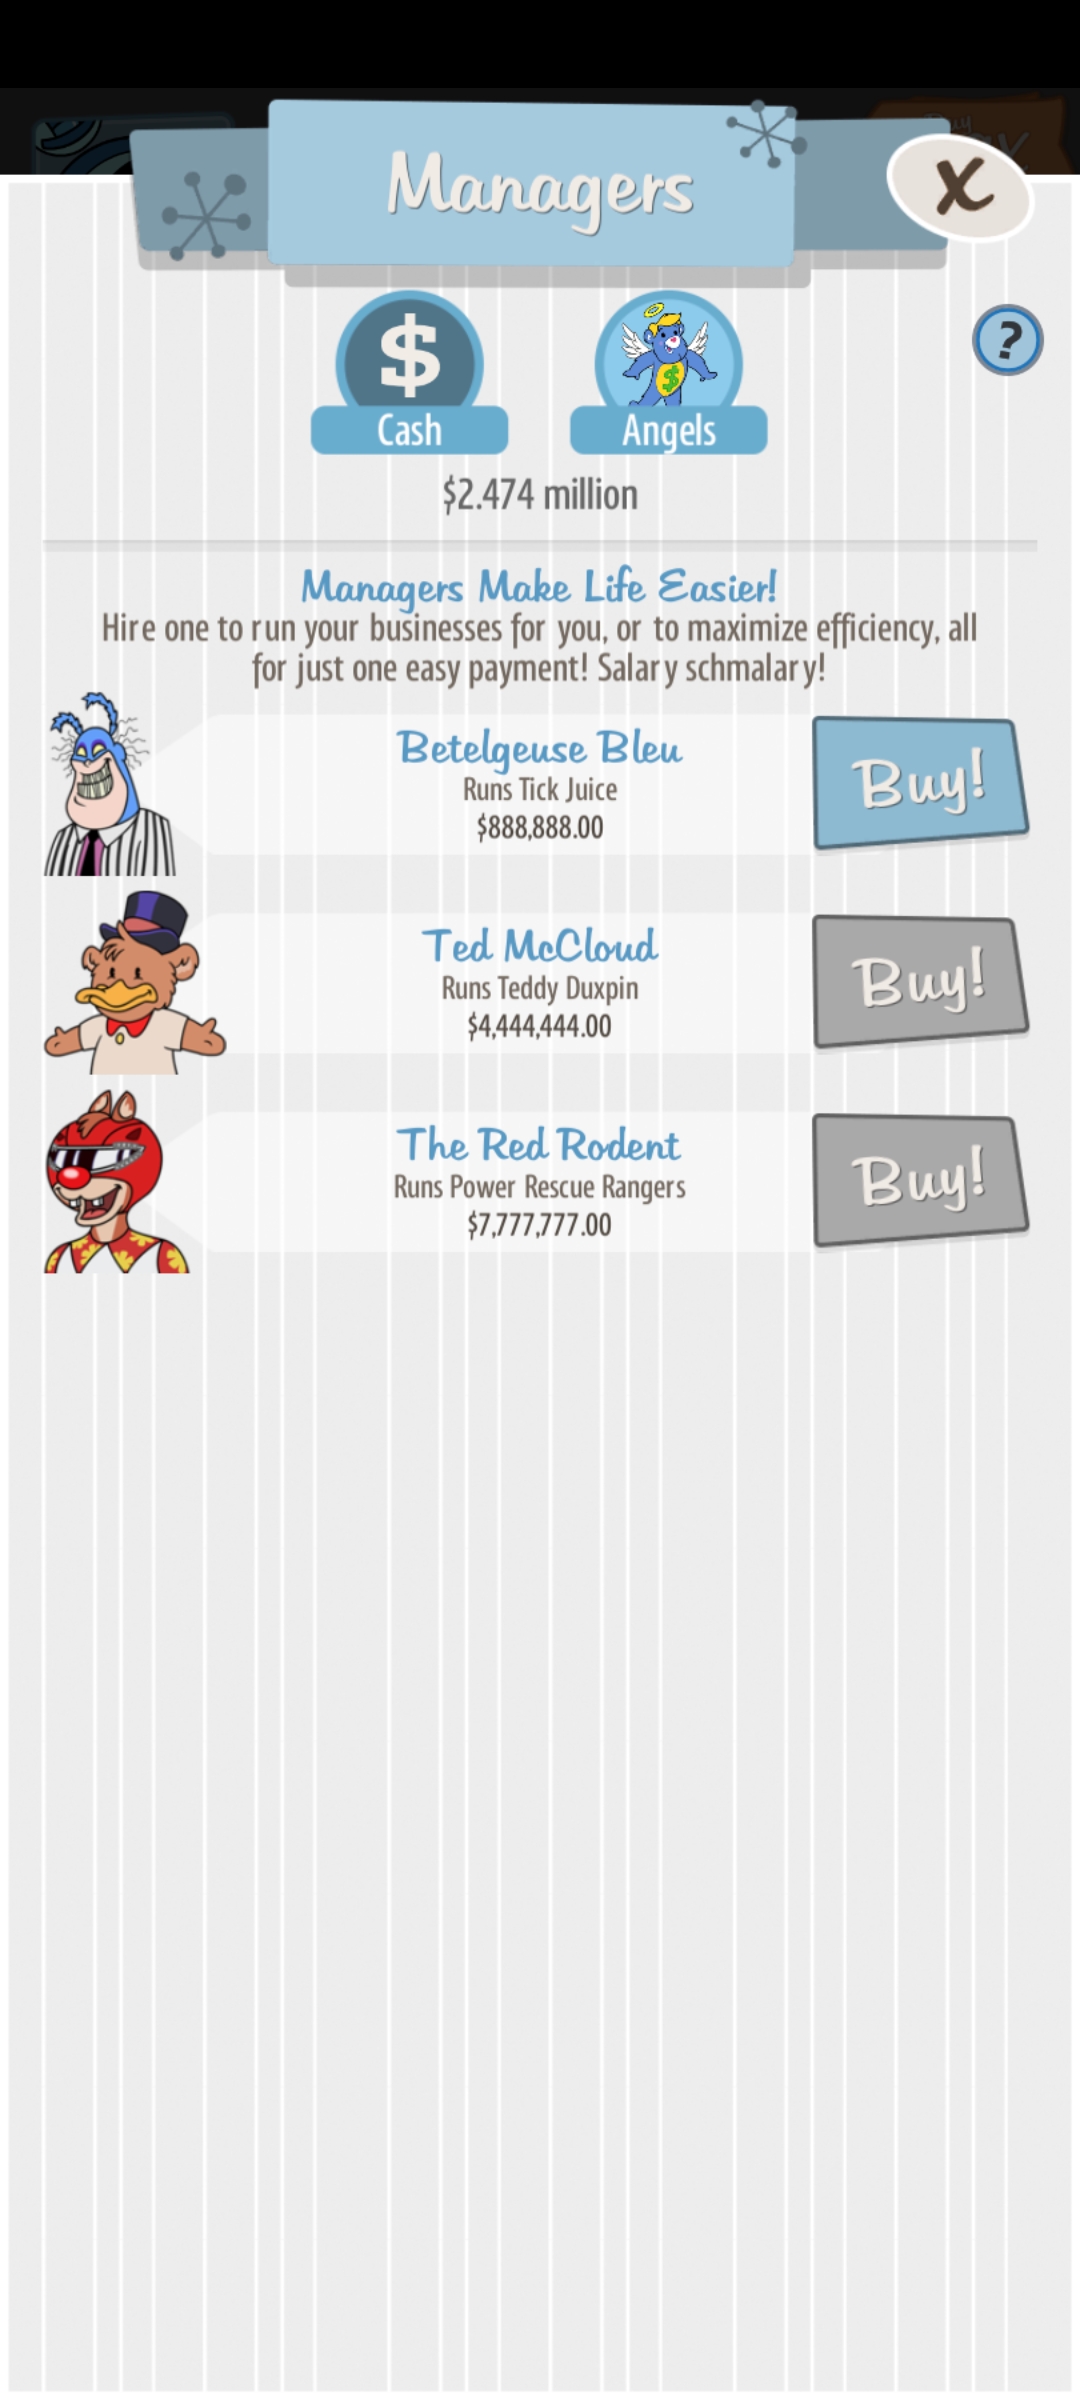 Managers
X
$
$
?
Cash
Angels
$2.474 million
Managers Make Life Easier!
Hire one to run your businesses for you, or to maximize efficiency, all
for just one easy payment! Salary schmalary!
Betelgeuse Bleu
Runs Tick Juice
$888,888.00
Buy!
Ted McCloud
Runs Teddy Duxpin
$4,444,444.00
Buy!
The Red Rodent
Runs Power Rescue Rangers
$7,777,777.00
Buy!